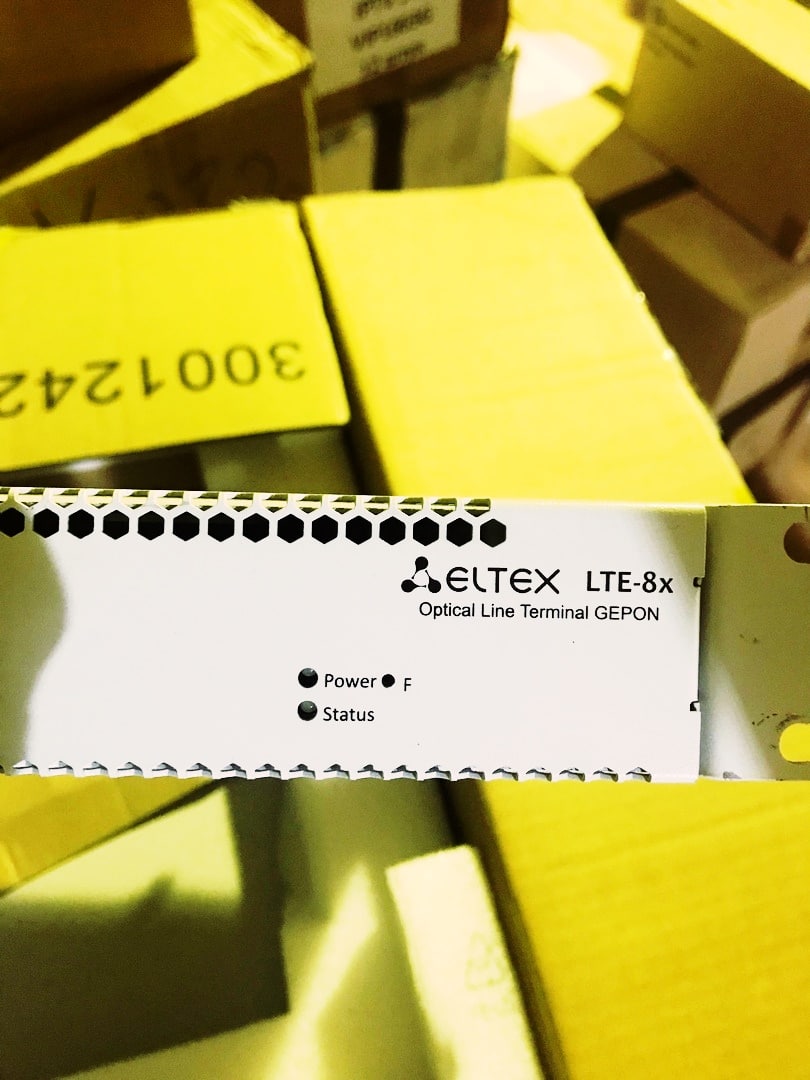 3001242
ELTEX LTE-8x
Optical Line Terminal GEPON
Power F
Status